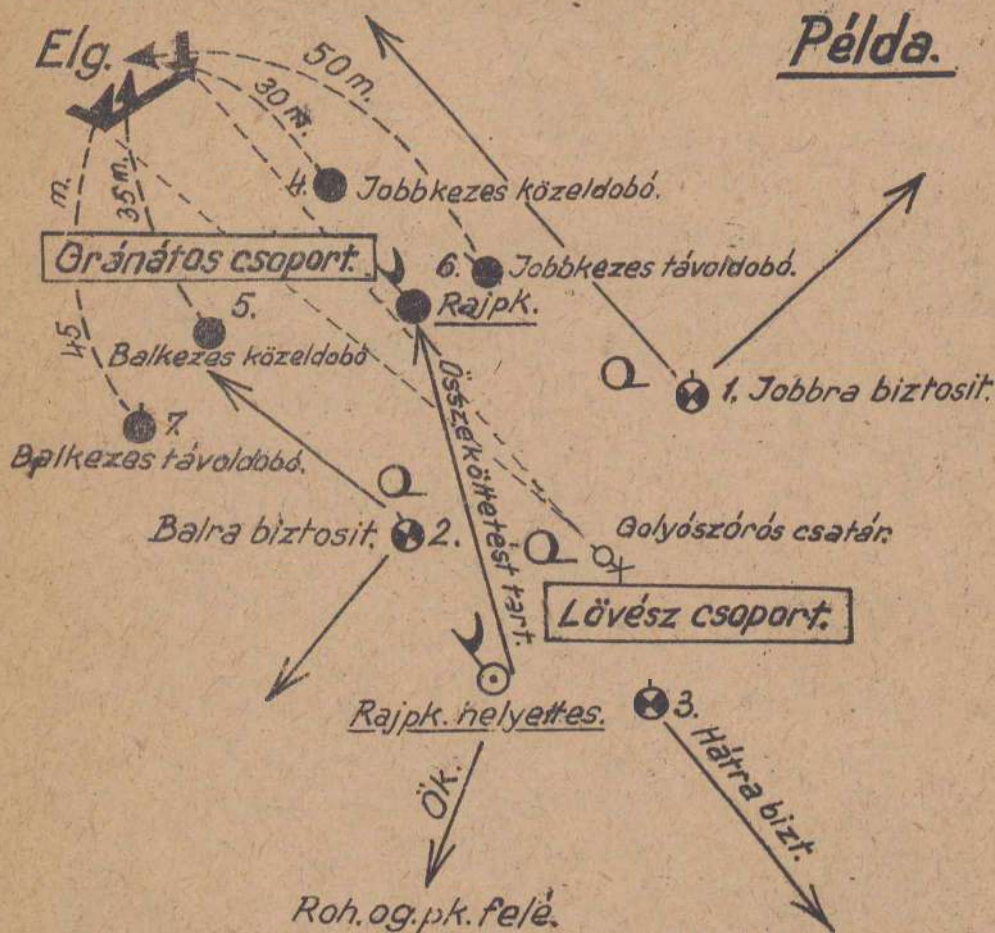 Példa.
Elg.
50 m.
30 m.
4. Jobbkezes közeldobó.
m.
35 m.
Gránátos csoport.
6. Jobbkezes távoldobó.
Rajpk.
5.
Balkezes közeldobó
45
1. Jobbra biztosit.
7.
Balkezes távoldobó.
Összeköttetést tart.
Balra biztosit. 2.
Golyószórós csatár.
Lövész csoport.
Rajpk. helyettes.
3.
Hátra bizt.
Ök.
Roh.og.pk. felé.